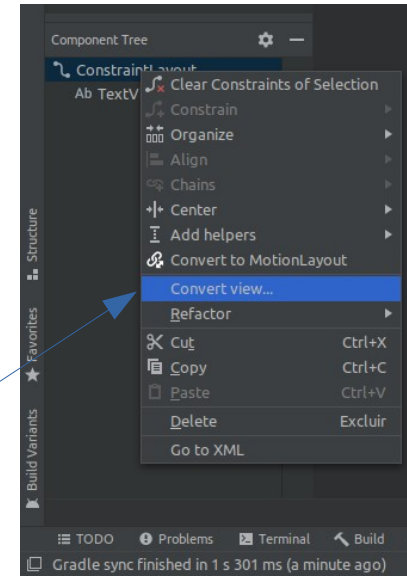 Component Tree
ConstraintLayout
Ab TextV
Clear Constraints of Selection
Constrain
Organize
Align
Chains
Center
Add helpers
Convert to MotionLayout
Convert view...
Refactor
Cut Ctrl+X
Copy Ctrl+C
Paste Ctrl+V
Delete Excluir
Go to XML
Structure
Favorites
Build Variants
TODO Problems Terminal Build
Gradle sync finished in 1 s 301 ms (a minute ago)